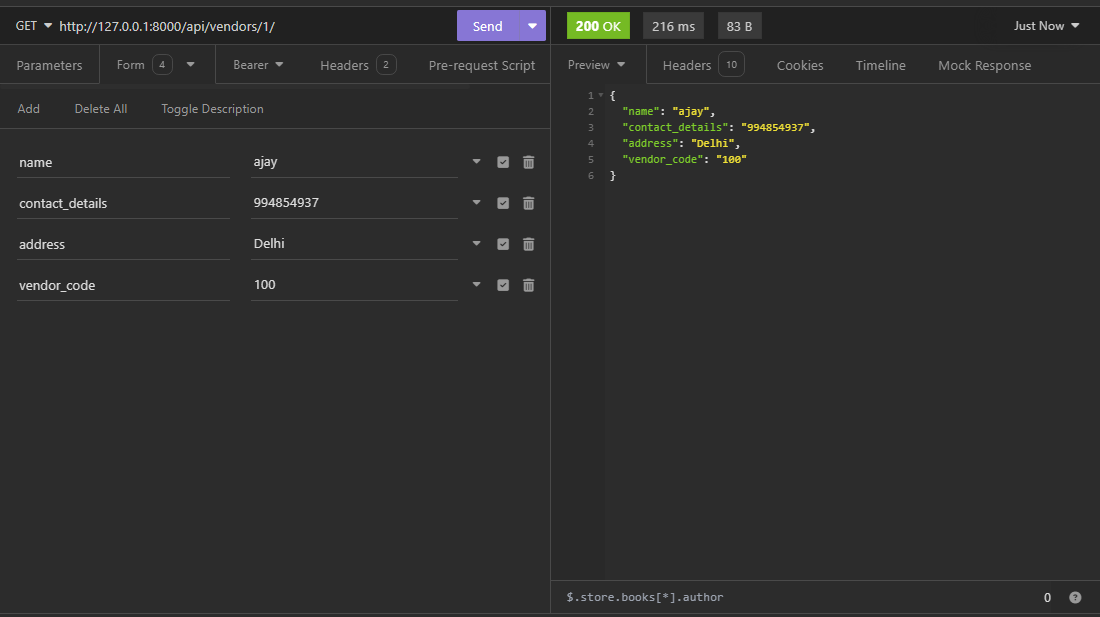 GET http://127.0.0.1:8000/api/vendors/1/ Send
200 OK 216 ms 83 B Just Now
Parameters Form 4 Bearer Headers 2 Pre-request Script
Preview Headers 10 Cookies Timeline Mock Response
Add Delete All Toggle Description
name ajay
contact_details 994854937
address Delhi
vendor_code 100
1 {
2 "name": "ajay",
3 "contact_details": "994854937",
4 "address": "Delhi",
5 "vendor_code": "100"
6 }
$.store.books[*].author 0 ?